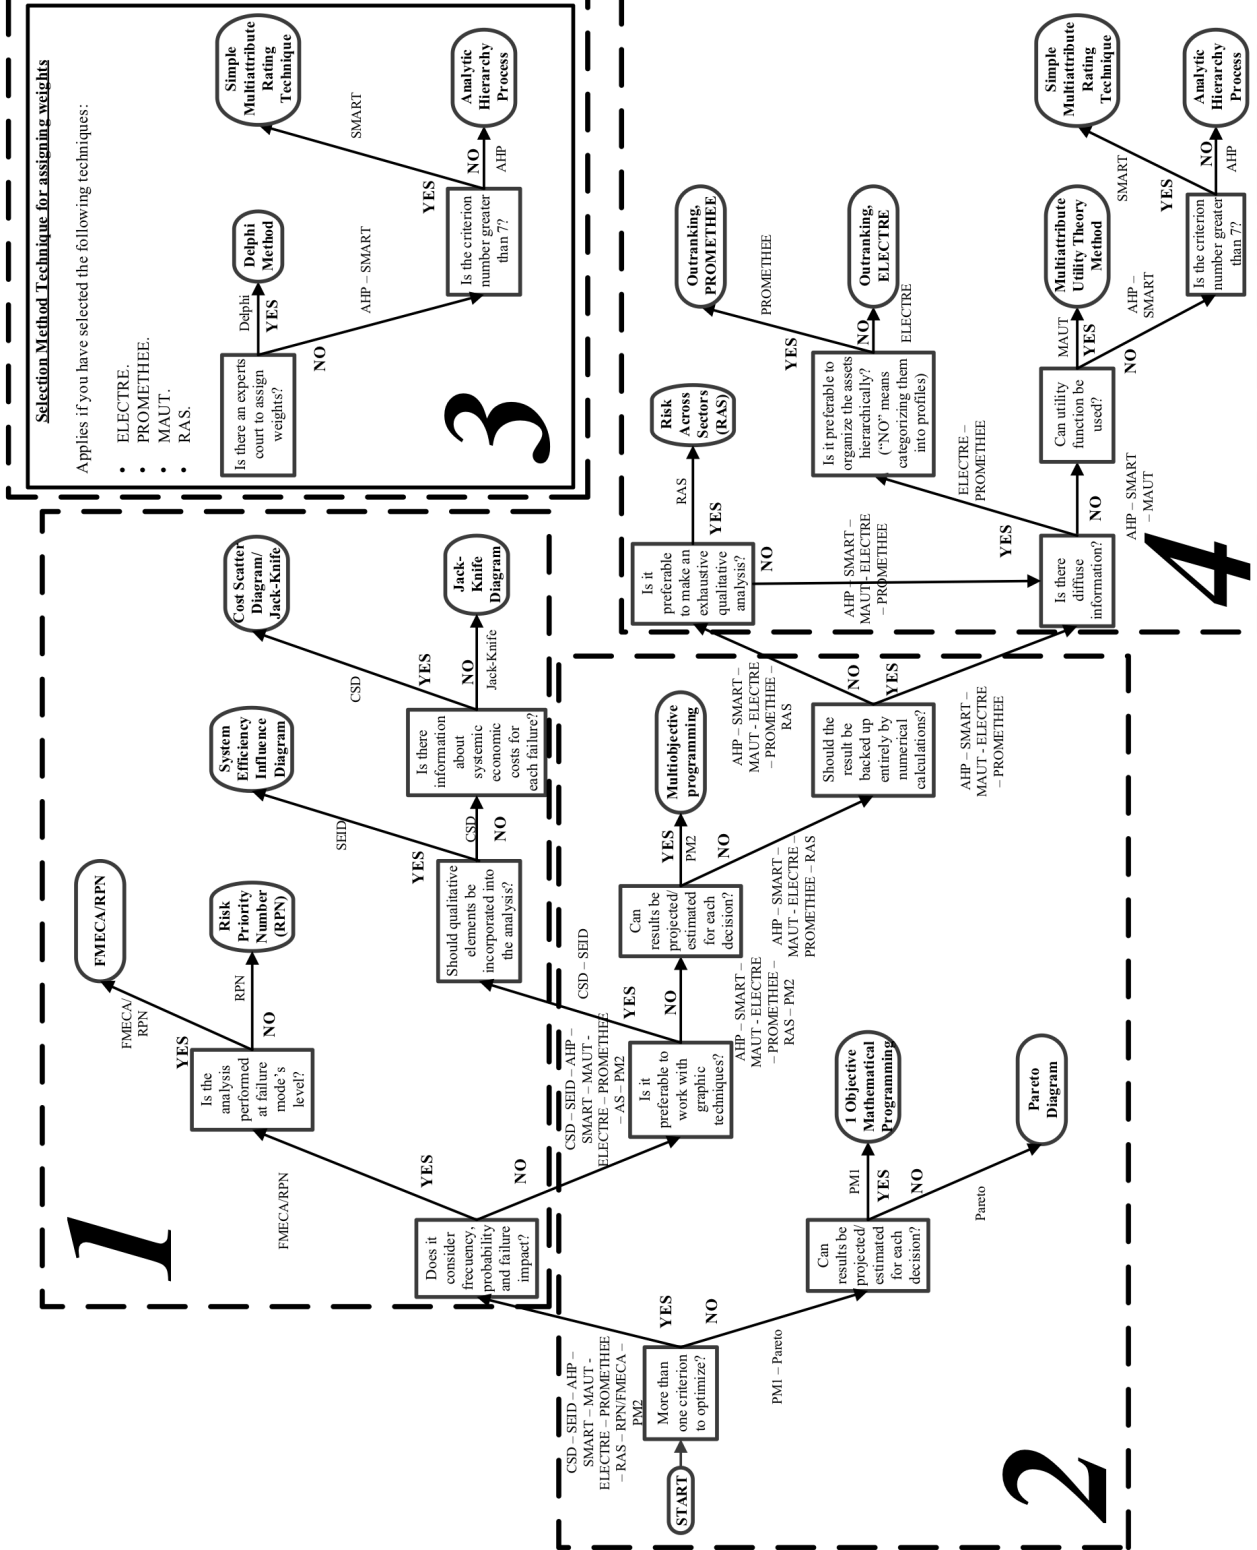 Selection Method Technique for assigning weights
Applies if you have selected the following techniques:
• ELECTRE.
• PROMETHEE.
• MAUT.
• RAS.
Is there an experts
court to assign
weights?
Delphi
YES
Delphi
Method
NO
AHP – SMART
Is the criterion
number greater
than 7?
YES
SMART
Simple
Multiattribute
Rating
Technique
NO
AHP
Analytic
Hierarchy
Process
3
1
FMECA/RPN
FMECA/
RPN
YES
Is the
analysis
performed
at failure
mode's
level?
RPN
NO
Risk
Priority
Number
(RPN)
FMECA/RPN
YES
Does it
consider
frecuency,
probability
and failure
impact?
NO
CSD – SEID – AHP –
SMART – MAUT -
ELECTRE – PROMETHEE
– AS – PM2
Should qualitative
elements be
incorporated into
the analysis?
YES
SEID
System
Efficiency
Influence
Diagram
CSD
NO
Is there
information
about
systemic
economic
costs for
each failure?
YES
CSD
Cost Scatter
Diagram/
Jack-Knife
NO
Jack-Knife
Jack-
Knife
Diagram
2
START
More than
one criterion
to optimize?
YES
CSD – SEID – AHP –
SMART – MAUT -
ELECTRE – PROMETHEE
– RAS – RPN/FMECA –
PM2
NO
PM1 – Pareto
Can
results be
projected/
estimated
for each
decision?
PM1
YES
1 Objective
Mathematical
Programming
NO
Pareto
Pareto
Diagram
Is it
preferable to
work with
graphic
techniques?
YES
CSD – SEID
NO
AHP – SMART –
MAUT - ELECTRE
– PROMETHEE –
RAS – PM2
Can
results be
projected/
estimated
for each
decision?
YES
PM2
Multiobjective
programming
NO
AHP – SMART –
MAUT - ELECTRE –
PROMETHEE – RAS
Should the
result be
backed up
entirely by
numerical
calculations?
NO
AHP – SMART –
MAUT - ELECTRE
– PROMETHEE –
RAS
YES
AHP – SMART –
MAUT - ELECTRE
– PROMETHEE
4
Is it
preferable
to make an
exhaustive
qualitative
analysis?
RAS
YES
Risk
Across
Sectors
(RAS)
NO
AHP – SMART –
MAUT- ELECTRE
– PROMETHEE
Is there
diffuse
information?
YES
ELECTRE –
PROMETHEE
Is it preferable to
organize the assets
hierarchically?
("NO" means
categorizing them
into profiles)
YES
PROMETHEE
Outranking,
PROMETHEE
NO
ELECTRE
Outranking,
ELECTRE
NO
AHP – SMART
– MAUT
Can utility
function be
used?
MAUT
YES
Multiattribute
Utility Theory
Method
NO
AHP–
SMART
Is the criterion
number greater
than 7?
YES
SMART
Simple
Multiattribute
Rating
Technique
NO
AHP
Analytic
Hierarchy
Process